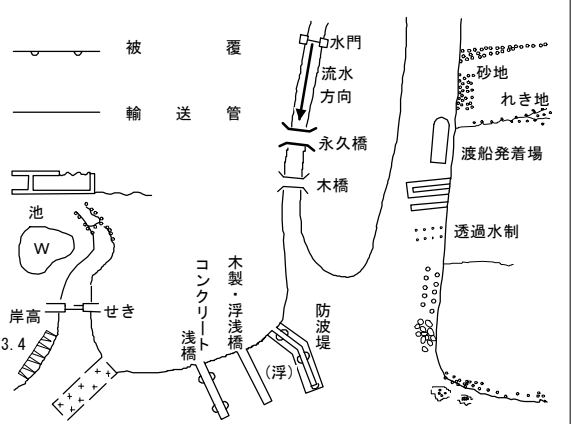 被覆
輸送管
水門
流水
方向
永久橋
木橋
砂地
れき地
渡船発着場
透過水制
池
W
岸高
3.4
せき
コンクリート
浅橋
木製・浮浅橋
防波堤
(浮)